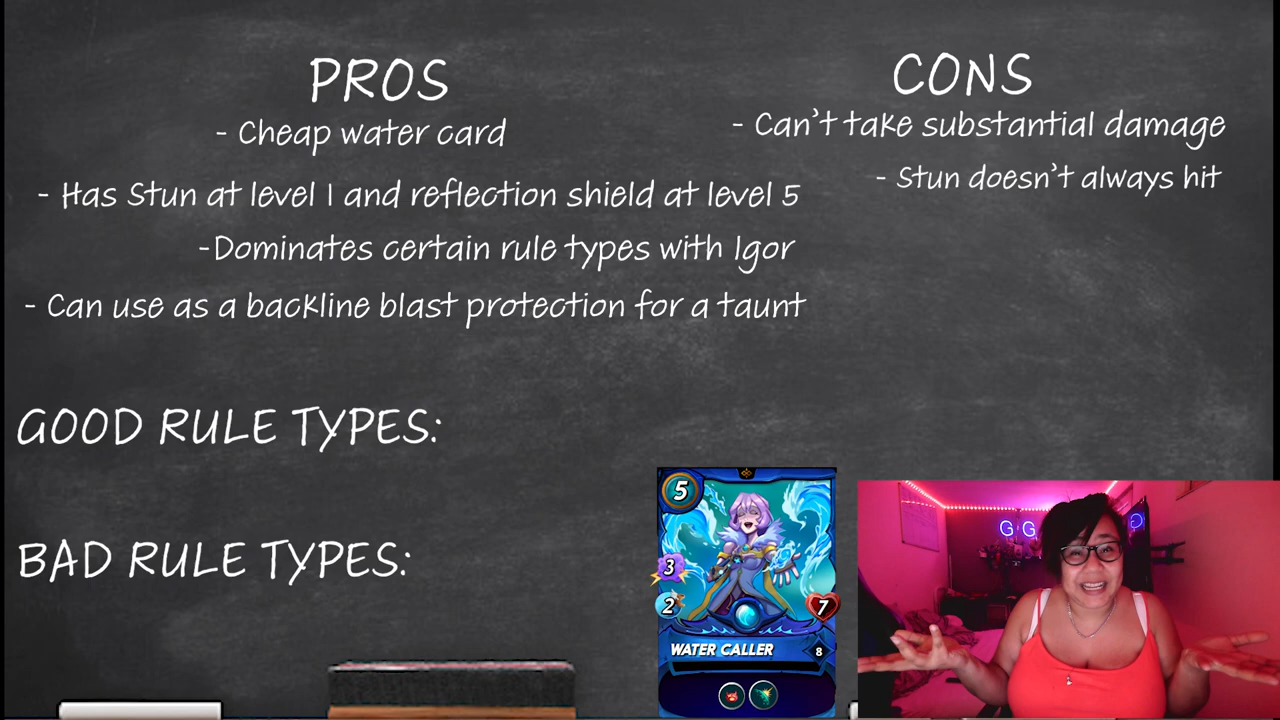 PROS
- Cheap water card
- Has Stun at level 1 and reflection shield at level 5
-Dominates certain rule types with Igor
- Can use as a backline blast protection for a taunt
CONS
- Can't take substantial damage
- Stun doesn't always hit
GOOD RULE TYPES:
BAD RULE TYPES:
5
3
2
7
WATER CALLER
8
G G